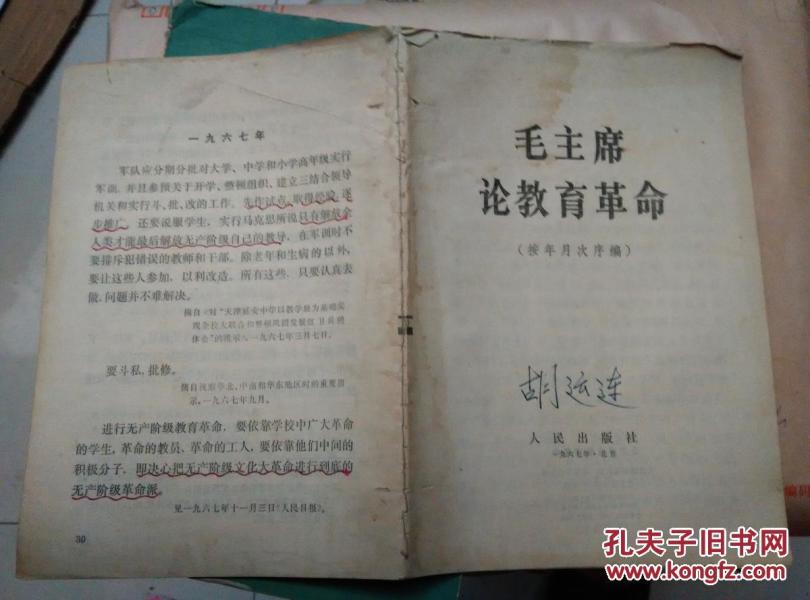 一九六七年
军队应分期分批对大学、中学和小学高年级实行
军训，并且参预关于开学、整顿组织、建立三结合领导
机关和实行斗、批、改的工作。先作试点，取得经验，逐
步推广。还要说服学生，实行马克思所说只有解放全
人类才能最后解放无产阶级自己的教导，在军训时不
要排斥犯错误的教师和干部。除老年和生病的以外，
要让这些人参加，以利改造。所有这些，只要认真去
做，问题并不难解决。
摘自《对“天津延安中学以教学班为基础实
现全校大联合和整顿巩固发展红卫兵的
体会”的批示》，一九六七年三月七日。
要斗私，批修。
摘自视察华北、中南和华东地区时的重要指
示，一九六七年九月。
进行无产阶级教育革命，要依靠学校中广大革命
的学生，革命的教员，革命的工人，要依靠他们中间的
积极分子，即决心把无产阶级文化大革命进行到底的
无产阶级革命派。
见一九六七年十一月三日《人民日报》。
30
毛主席
论教育革命
（按年月次序编）
胡运连
人民出版社
一九六七年·北京
孔夫子旧书网
www.kongfz.com
编码